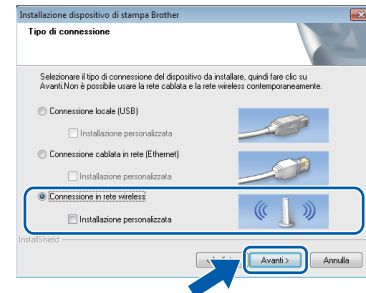 Installazione dispositivo di stampa Brother
Tipo di connessione
Selezionare il tipo di connessione del dispositivo da installare, quindi fare clic su
Avanti.Non è possibile usare la rete cablata e la rete wireless contemporaneamente.
Connessione locale (USB)
Installazione personalizzata
Connessione cablata in rete (Ethernet)
Installazione personalizzata
Connessione in rete wireless
Installazione personalizzata
InstallShield
Avanti > Annulla